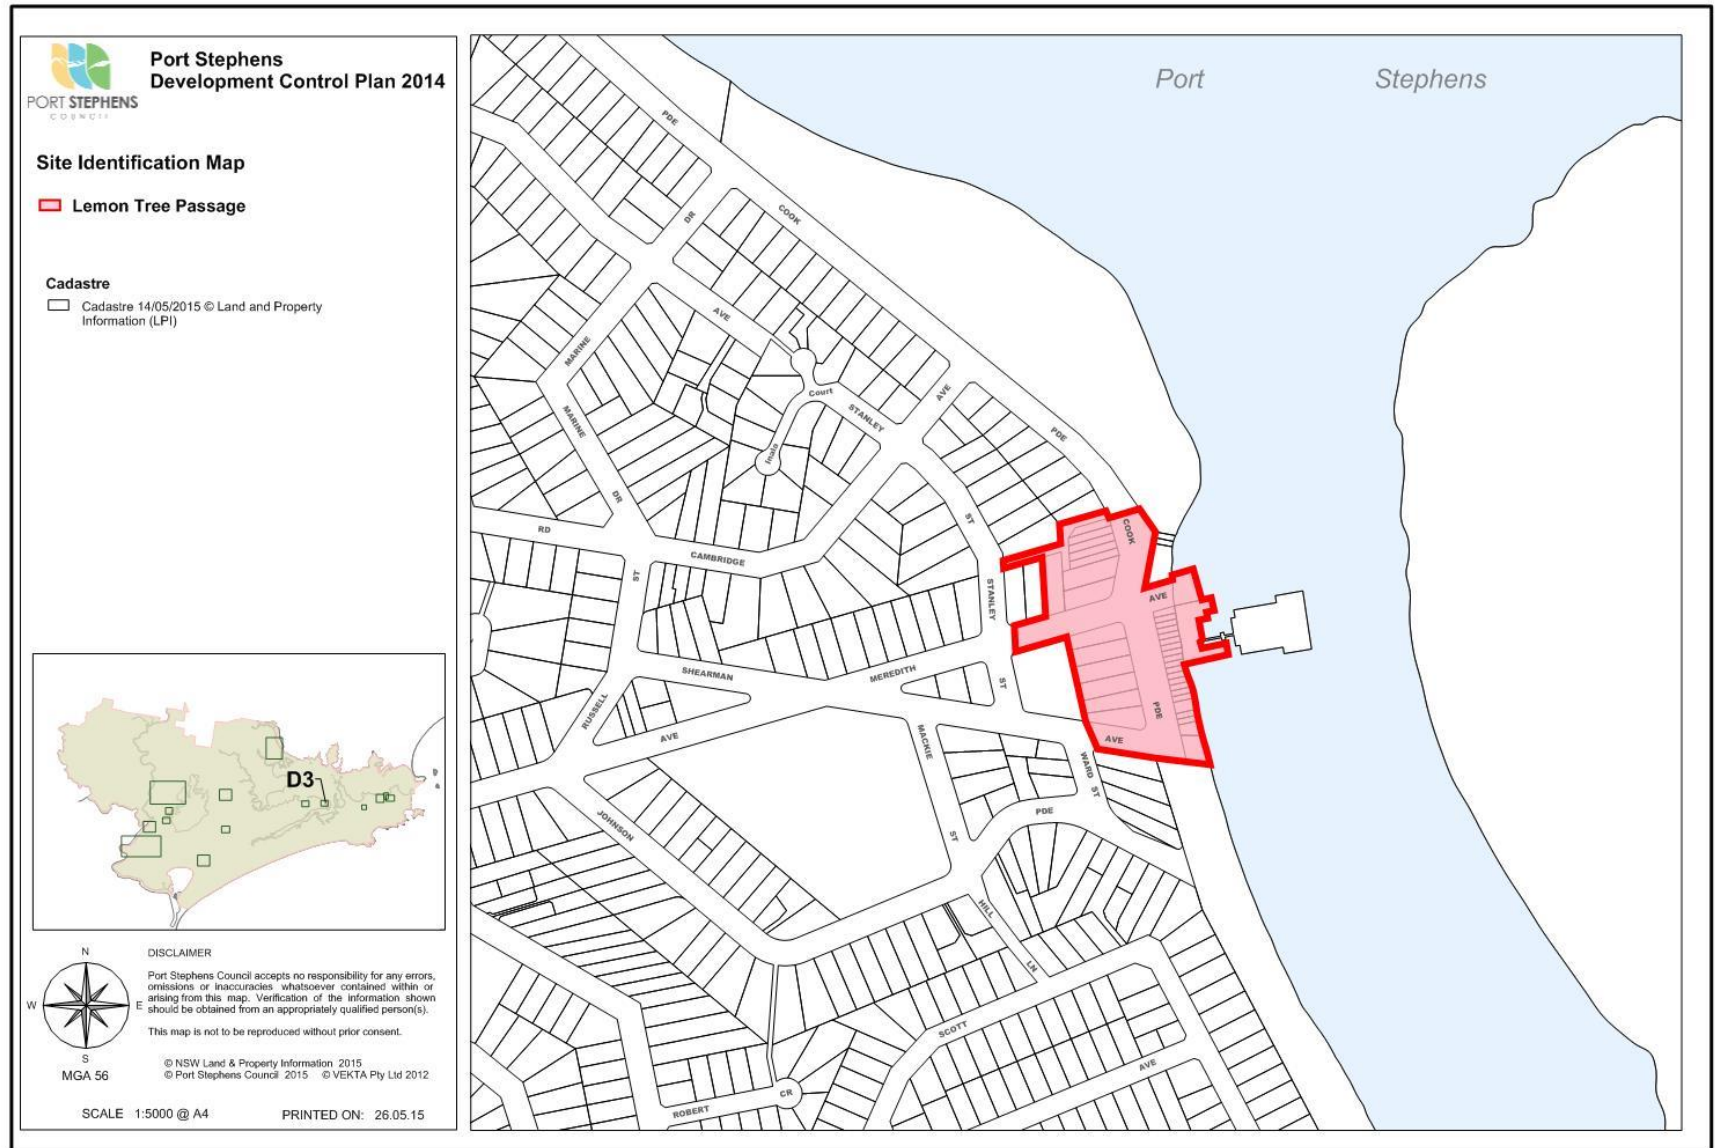 PORT STEPHENS
COUNCIL
Port Stephens
Development Control Plan 2014
Site Identification Map
Lemon Tree Passage
Cadastre
Cadastre 14/05/2015 © Land and Property
Information (LPI)
D3
N
W
E
S
MGA 56
DISCLAIMER
Port Stephens Council accepts no responsibility for any errors,
omissions or inaccuracies whatsoever contained within or
arising from this map. Verification of the information shown
should be obtained from an appropriately qualified person(s).
This map is not to be reproduced without prior consent.
© NSW Land & Property Information 2015
© Port Stephens Council 2015 © VEKTA Pty Ltd 2012
SCALE 1:5000 @ A4
PRINTED ON: 26.05.15
Port Stephens
PDE
COOK
DR
AVE
MARINE
Court
AVE
STANLEY
MARINE
PDE
Inala
DR
ST
COOK
RD
CAMBRIDGE
ST
STANLEY
AVE
SHEARMAN
MEREDITH
ST
RUSSELL
PDE
AVE
MACKIE
AVE
WARD
ST
PDE
JOHNSON
ST
HILL
LN
SCOTT
AVE
CR
ROBERT